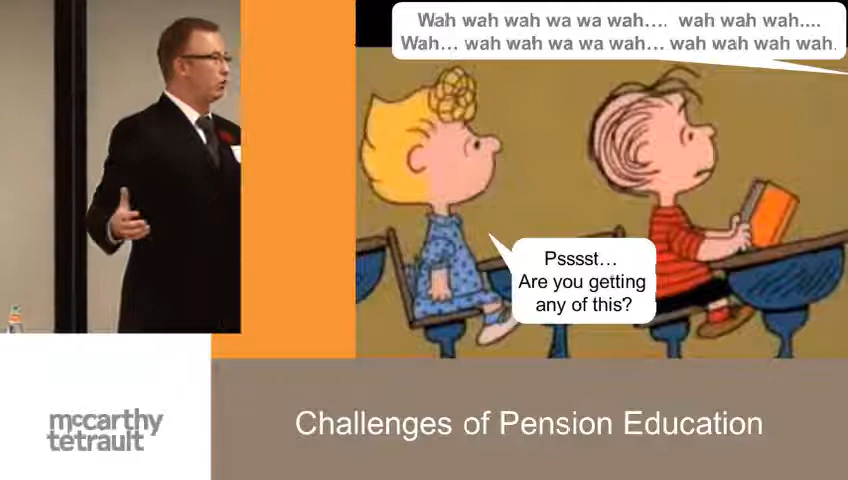 Wah wah wah wa wa wah…. wah wah wah....
Wah… wah wah wa wa wah… wah wah wah wah.
Psssst…
Are you getting
any of this?
mccarthy
tetrault
Challenges of Pension Education